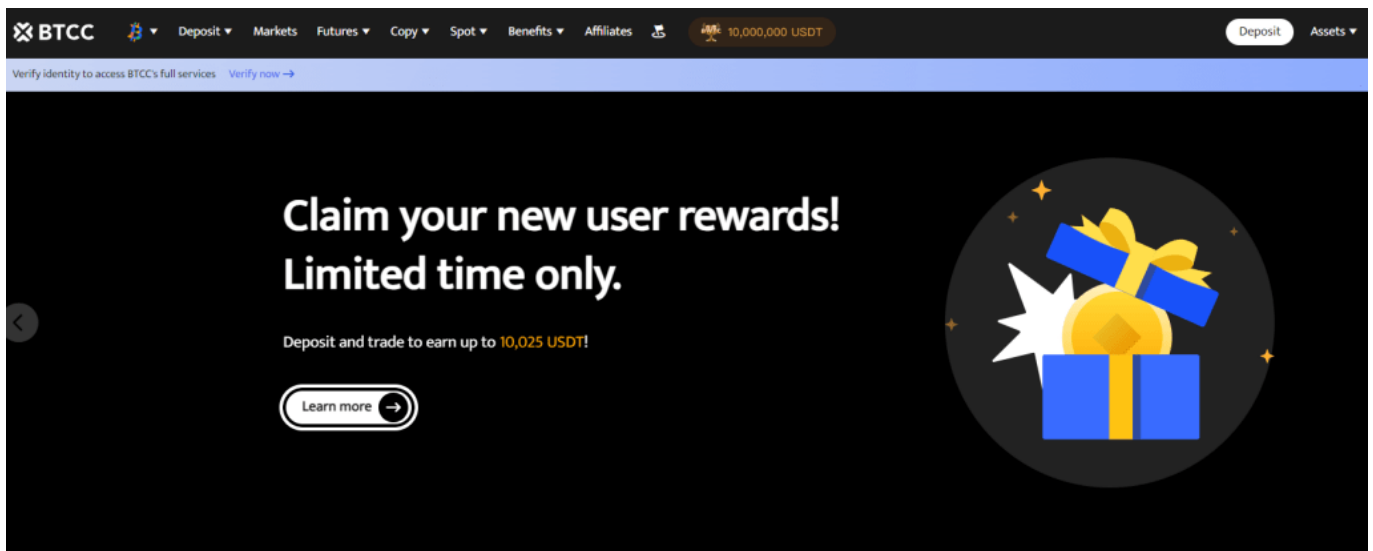 BTCC Deposit Markets Futures Copy Spot Benefits Affiliates 10,000,000 USDT Deposit Assets
Verify identity to access BTCC's full services Verify now →
Claim your new user rewards!
Limited time only.
Deposit and trade to earn up to 10,025 USDT!
Learn more →